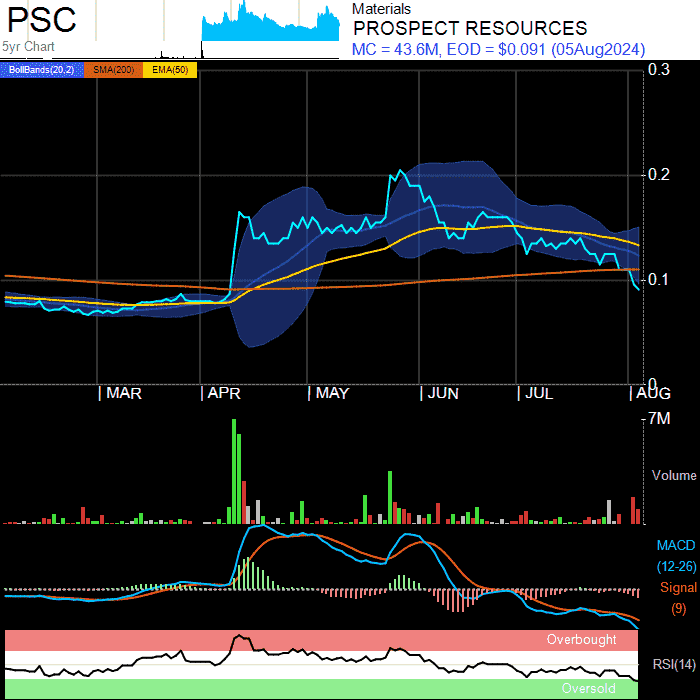 PSC
5yr Chart
Materials
PROSPECT RESOURCES
MC = 43.6M, EOD = $0.091 (05Aug2024)
BollBands(20,2) SMA(200) EMA(50)
0.3
0.2
0.1
0
MAR APR MAY JUN JUL AUG
7M
Volume
MACD
(12-26)
Signal
(9)
Overbought
RSI(14)
Oversold